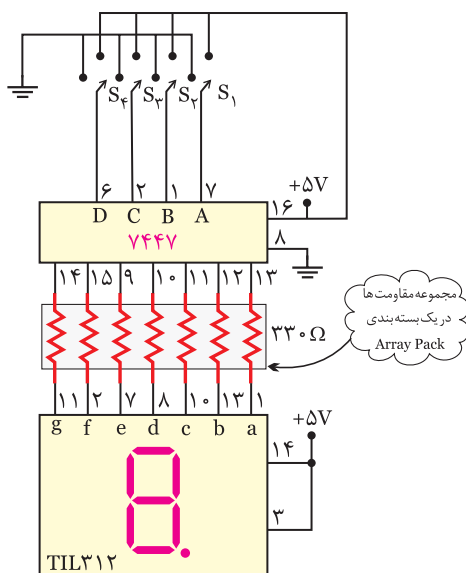 S۴ S۳ S۲ S۱
۶ ۲ ۱ ۷
+۵V
۱۶
D C B A
۷۴۴۷
۸
۱۴ ۱۵ ۹ ۱۰ ۱۱ ۱۲ ۱۳
مجموعه مقاومت‌ها
در یک بسته بندی
Array Pack
۳۳۰Ω
۱۱ ۲ ۷ ۸ ۱۰ ۱۳ ۱
g f e d c b a
+۵V
۱۴
۳
TIL۳۱۲